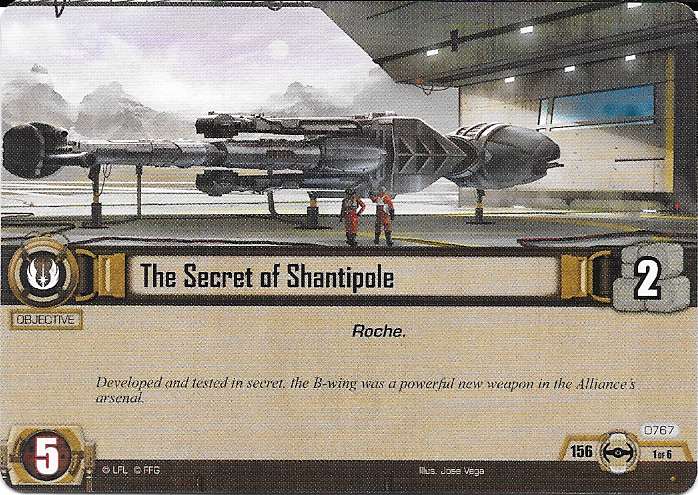 The Secret of Shantipole
2
OBJECTIVE
Roche.
Developed and tested in secret, the B-wing was a powerful new weapon in the Alliance's
arsenal.
5
0767
156
1 OF 6
© LFL © FFG
Illus. Jose Vega